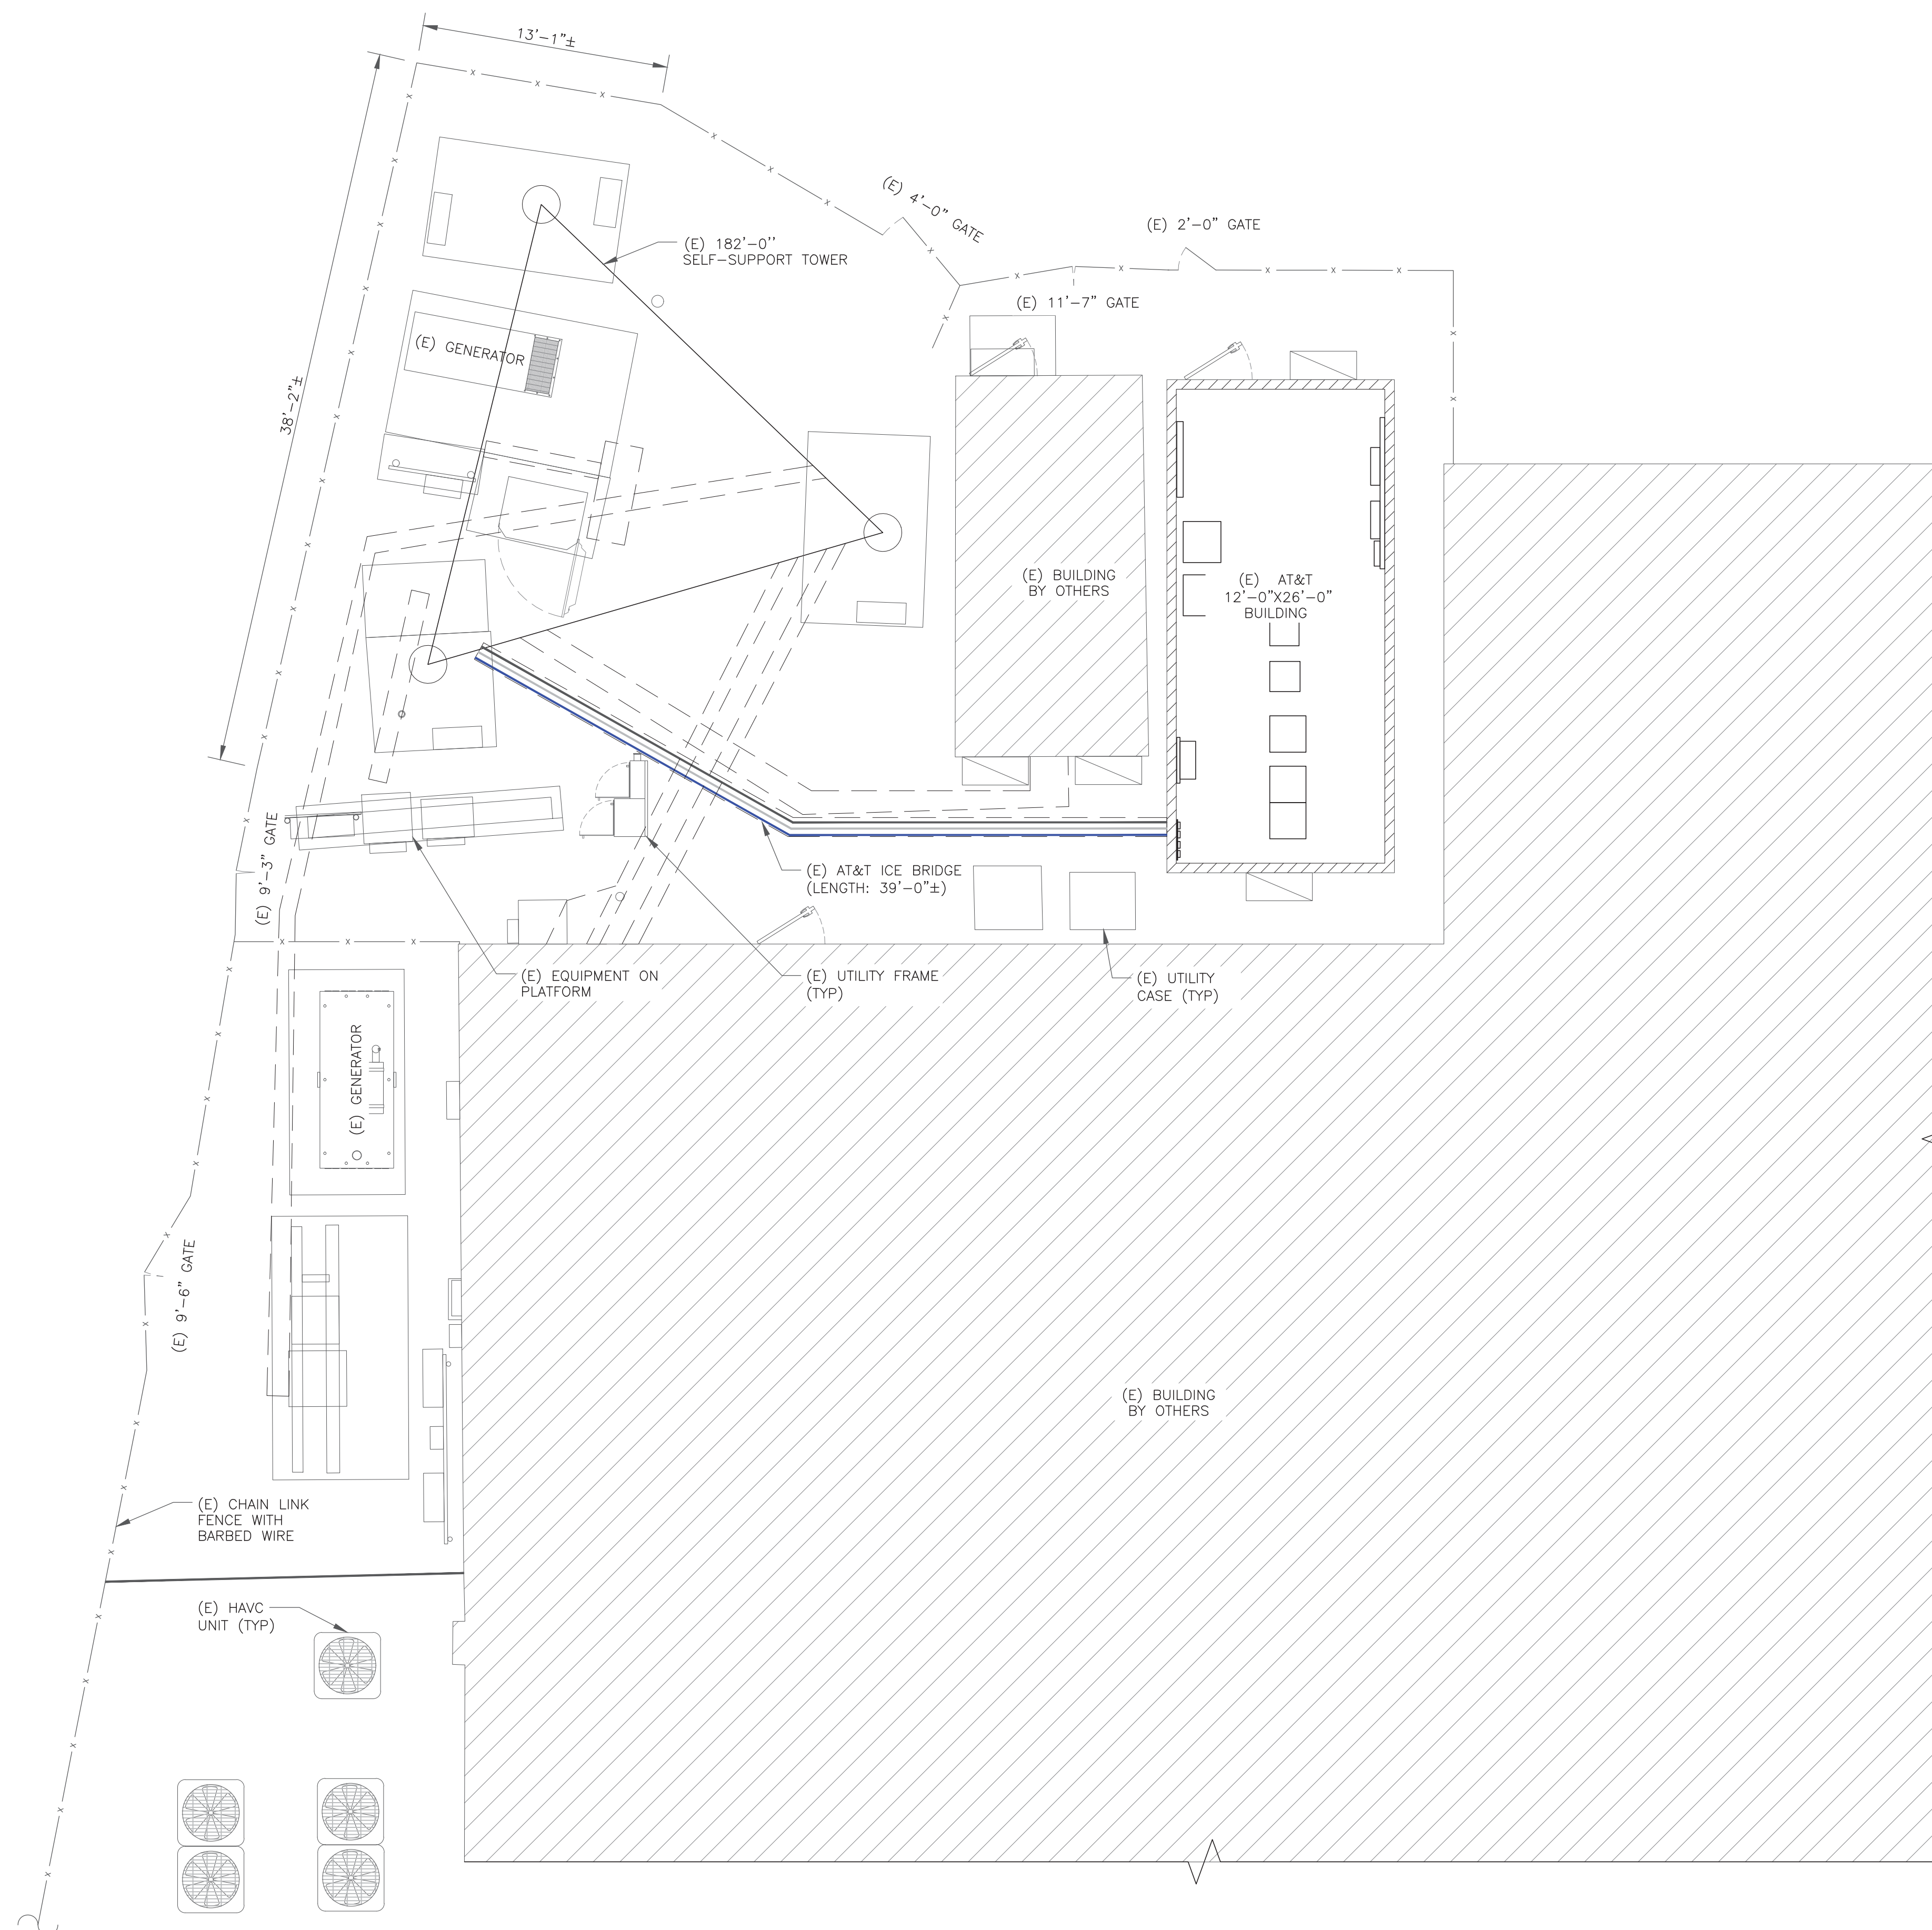 13'-1"±
(E) 4'-0" GATE
(E) 2'-0" GATE
(E) 182'-0''
SELF-SUPPORT TOWER
(E) 11'-7" GATE
(E) GENERATOR
38'-2"±
(E) BUILDING
BY OTHERS
(E) AT&T
12'-0"X26'-0"
BUILDING
(E) 9'-3" GATE
(E) AT&T ICE BRIDGE
(LENGTH: 39'-0"±)
(E) EQUIPMENT ON
PLATFORM
(E) UTILITY FRAME
(TYP)
(E) UTILITY
CASE (TYP)
(E) GENERATOR
(E) 9'-6" GATE
(E) BUILDING
BY OTHERS
(E) CHAIN LINK
FENCE WITH
BARBED WIRE
(E) HAVC
UNIT (TYP)